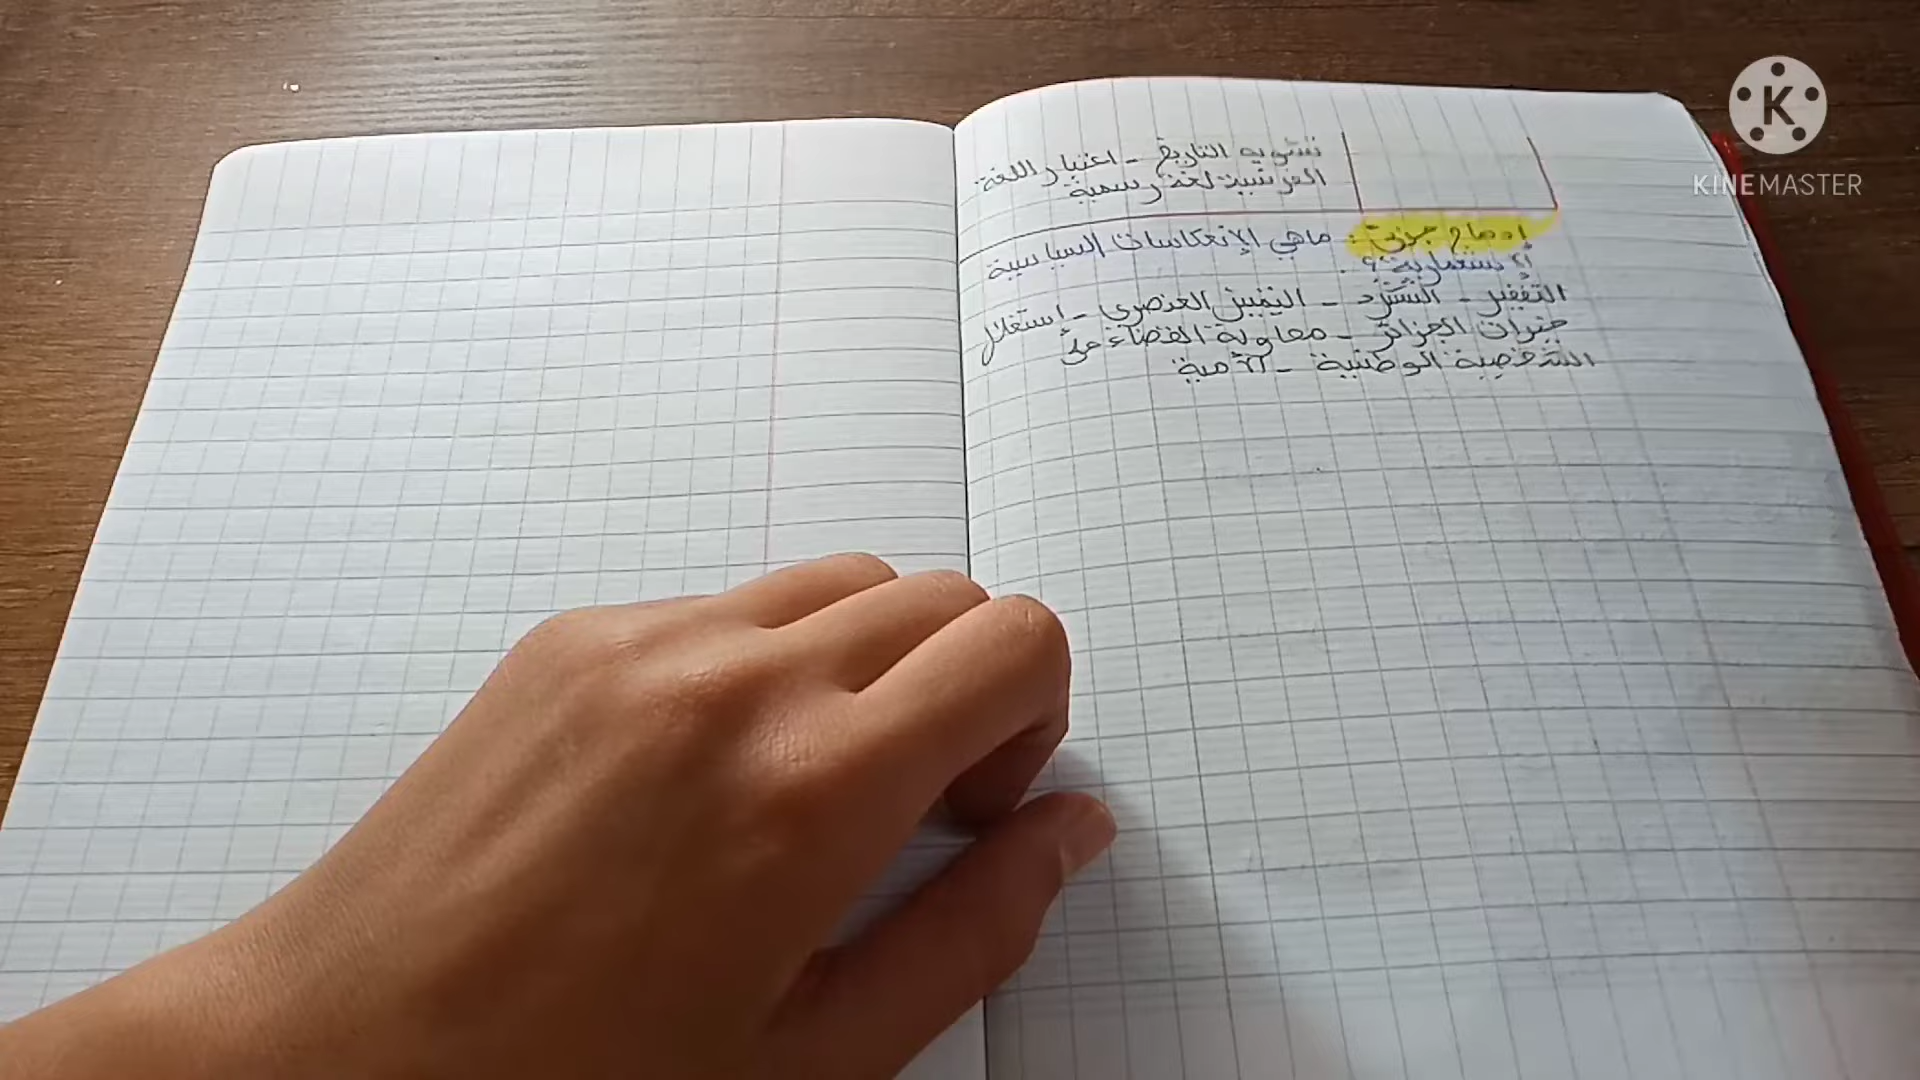 تشويه التاريخ - اعتبار اللغة
الفرنسية لغة رسمية
إدماج جزئي: ماهي الإنعكاسات السياسية
الإستعمارية؟
التفقير - التشرد - التمييز العنصري - إستغلال
خيرات الجزائر - محاولة القضاء على
الشخصية الوطنية - الأمية
KINEMASTER